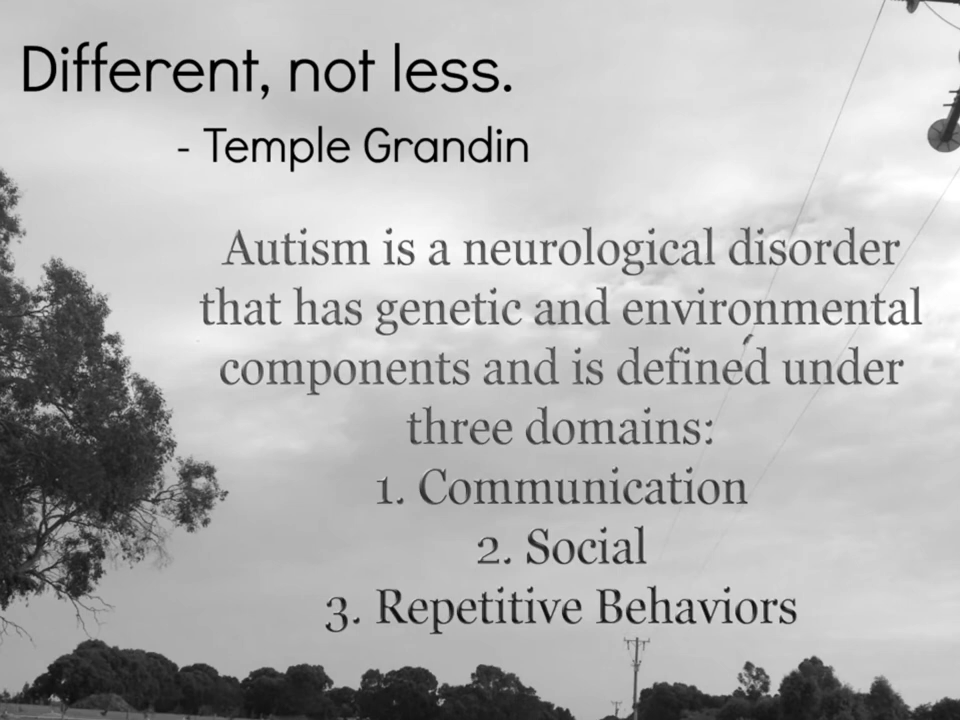 Different, not less.
- Temple Grandin
Autism is a neurological disorder
that has genetic and environmental
components and is defined under
three domains:
1. Communication
2. Social
3. Repetitive Behaviors